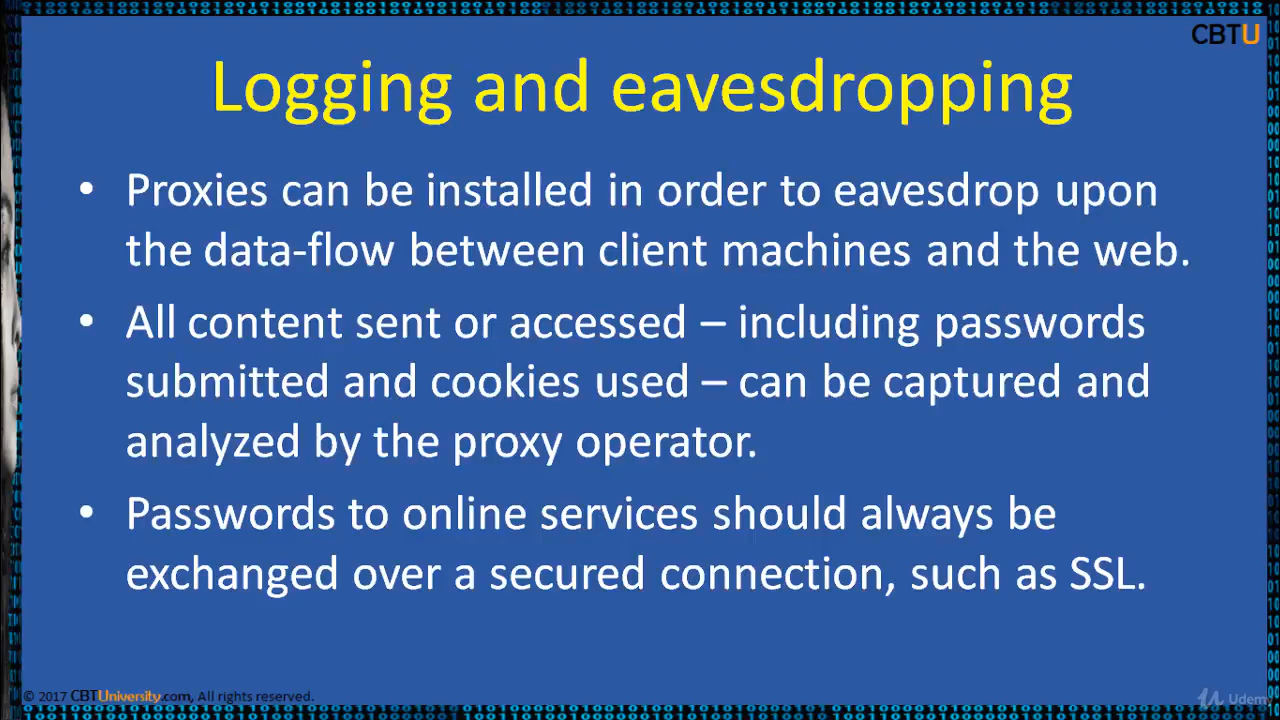 CBTU
Logging and eavesdropping
• Proxies can be installed in order to eavesdrop upon
the data-flow between client machines and the web.
• All content sent or accessed – including passwords
submitted and cookies used – can be captured and
analyzed by the proxy operator.
• Passwords to online services should always be
exchanged over a secured connection, such as SSL.
© 2017 CBTUniversity.com, All rights reserved.
Udemy